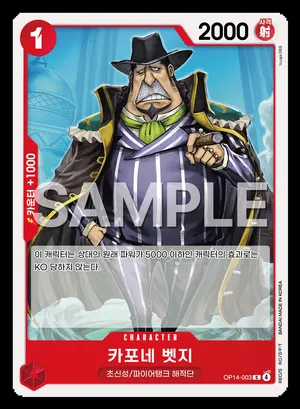 1
2000
사격
射
카운터 +1000
SAMPLE
이 캐릭터는 상대의 원래 파워가 5000 이하인 캐릭터의 효과로는
KO 당하지 않는다.
CHARACTER
카포네 벳지
초신성/파이어탱크 해적단
OP14-003 C
BANDAI MADE IN KOREA